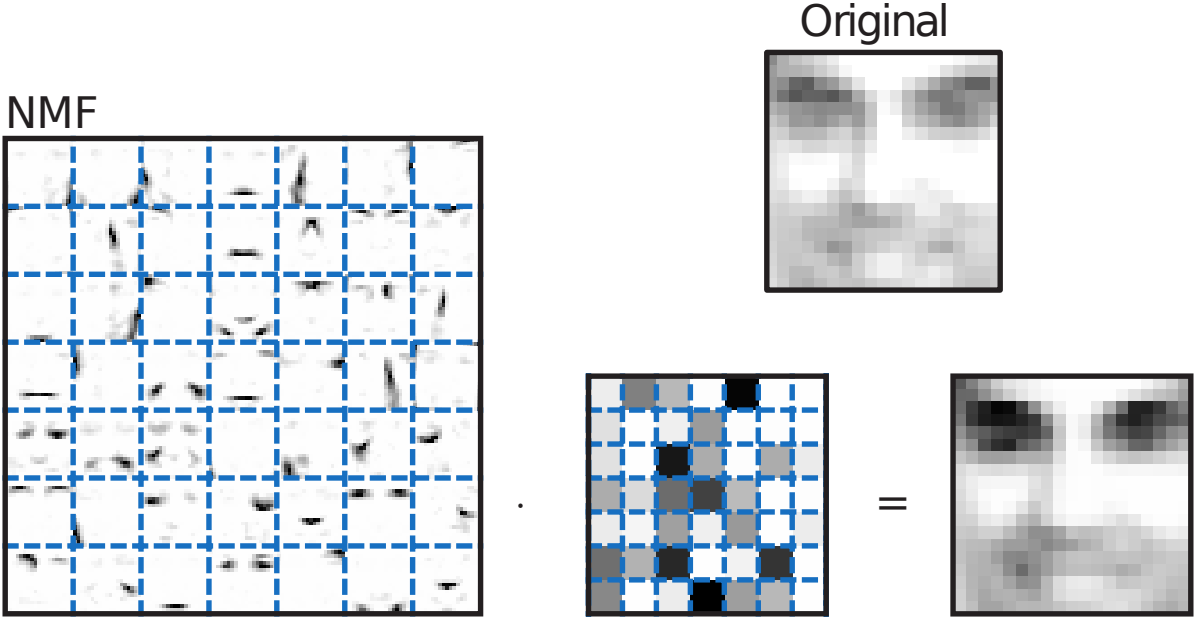 Original
NMF
.
=